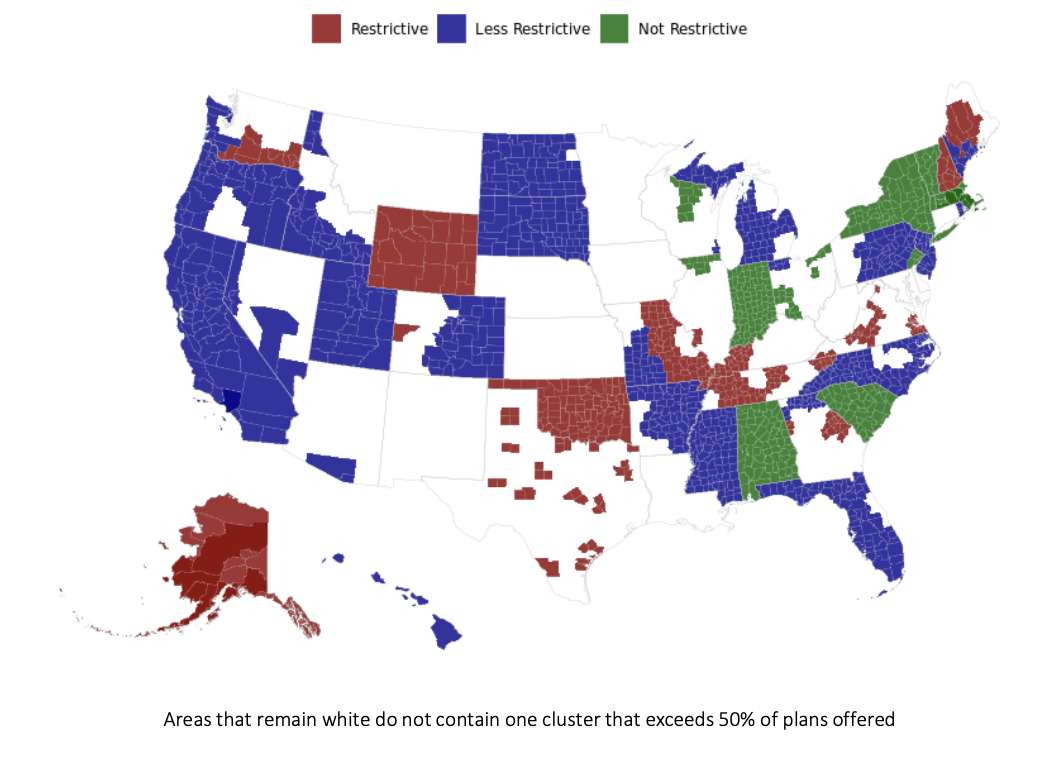 Restrictive Less Restrictive Not Restrictive
Areas that remain white do not contain one cluster that exceeds 50% of plans offered